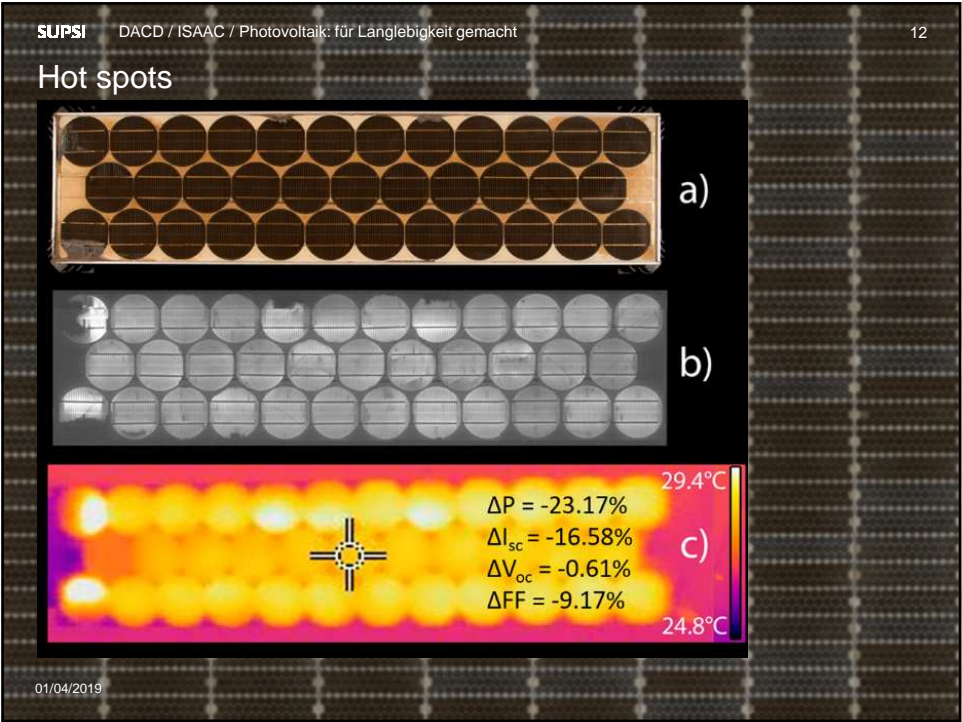 SUPSI DACD / ISAAC / Photovoltaik: für Langlebigkeit gemacht 12
Hot spots
a)
b)
29.4°C
ΔP = -23.17%
ΔIsc = -16.58%
c)
ΔVoc = -0.61%
ΔFF = -9.17%
24.8°C
01/04/2019